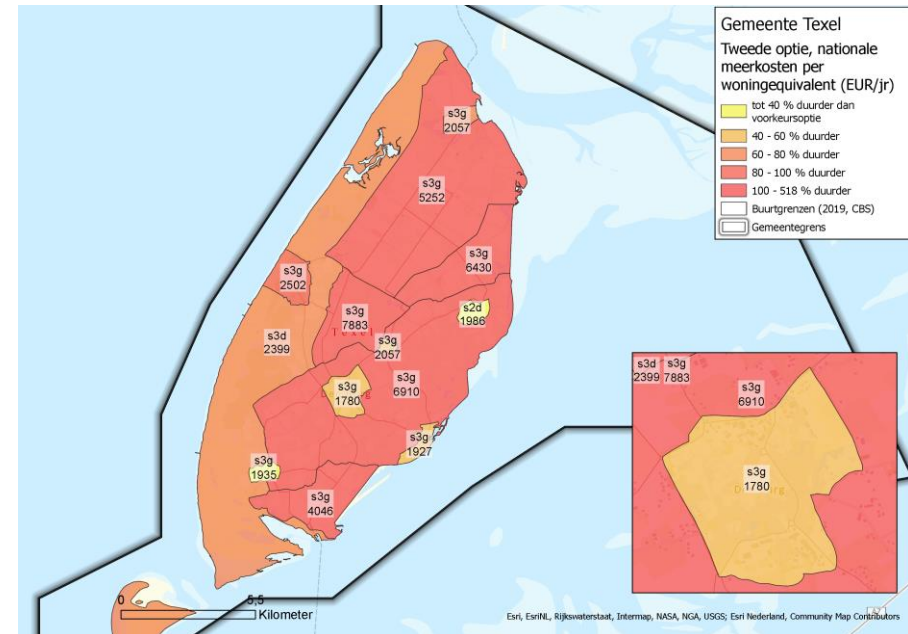 Gemeente Texel
Tweede optie, nationale
meerkosten per
woningequivalent (EUR/jr)
tot 40 % duurder dan
voorkeursoptie
40 - 60 % duurder
60 - 80 % duurder
80 - 100 % duurder
100 - 518 % duurder
Buurtgrenzen (2019, CBS)
Gemeentegrens
s3g
2057
s3g
5252
s3g
6430
s3g
2502
s3g
7883
Texel
s2d
1986
s3d
2399
s3g
2057
s3g
1780
s3g
6910
s3g
1927
s3g
1935
s3g
4046
s3d
2399
s3g
7883
s3g
6910
s3g
1780
0 5,5
Kilometer
Esri, EsriNL, Rijkswaterstaat, Intermap, NASA, NGA, USGS; Esri Nederland, Community Map Contributors